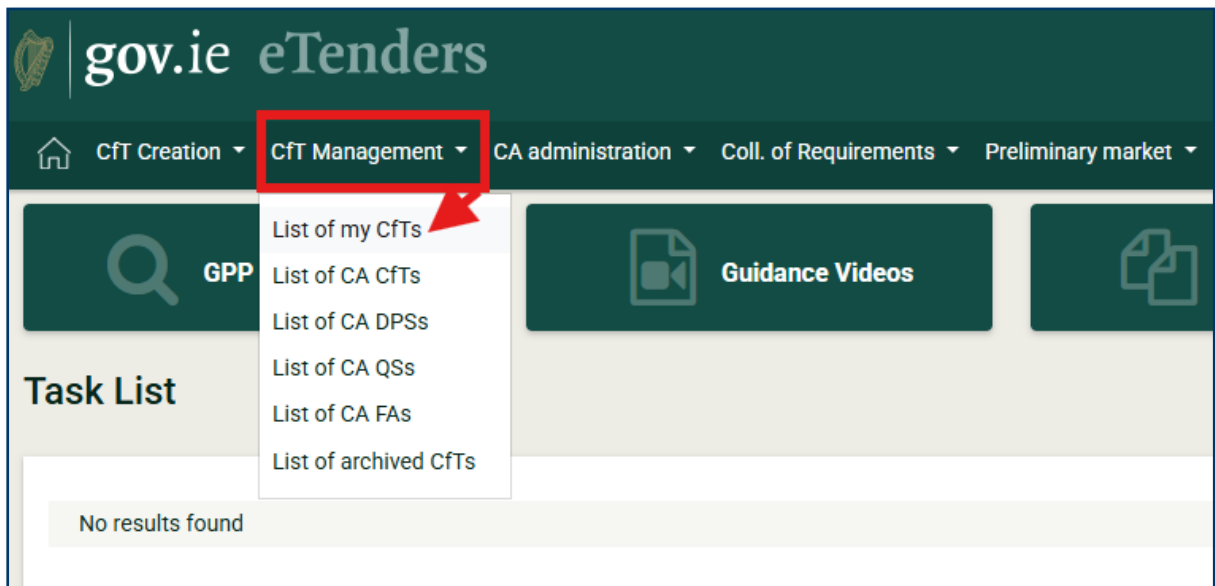 gov.ie eTenders
CfT Creation CfT Management CA administration Coll. of Requirements Preliminary market
List of my CfTs
GPP
List of CA CfTs
Guidance Videos
List of CA DPSs
List of CA QSs
Task List
List of CA FAs
List of archived CfTs
No results found